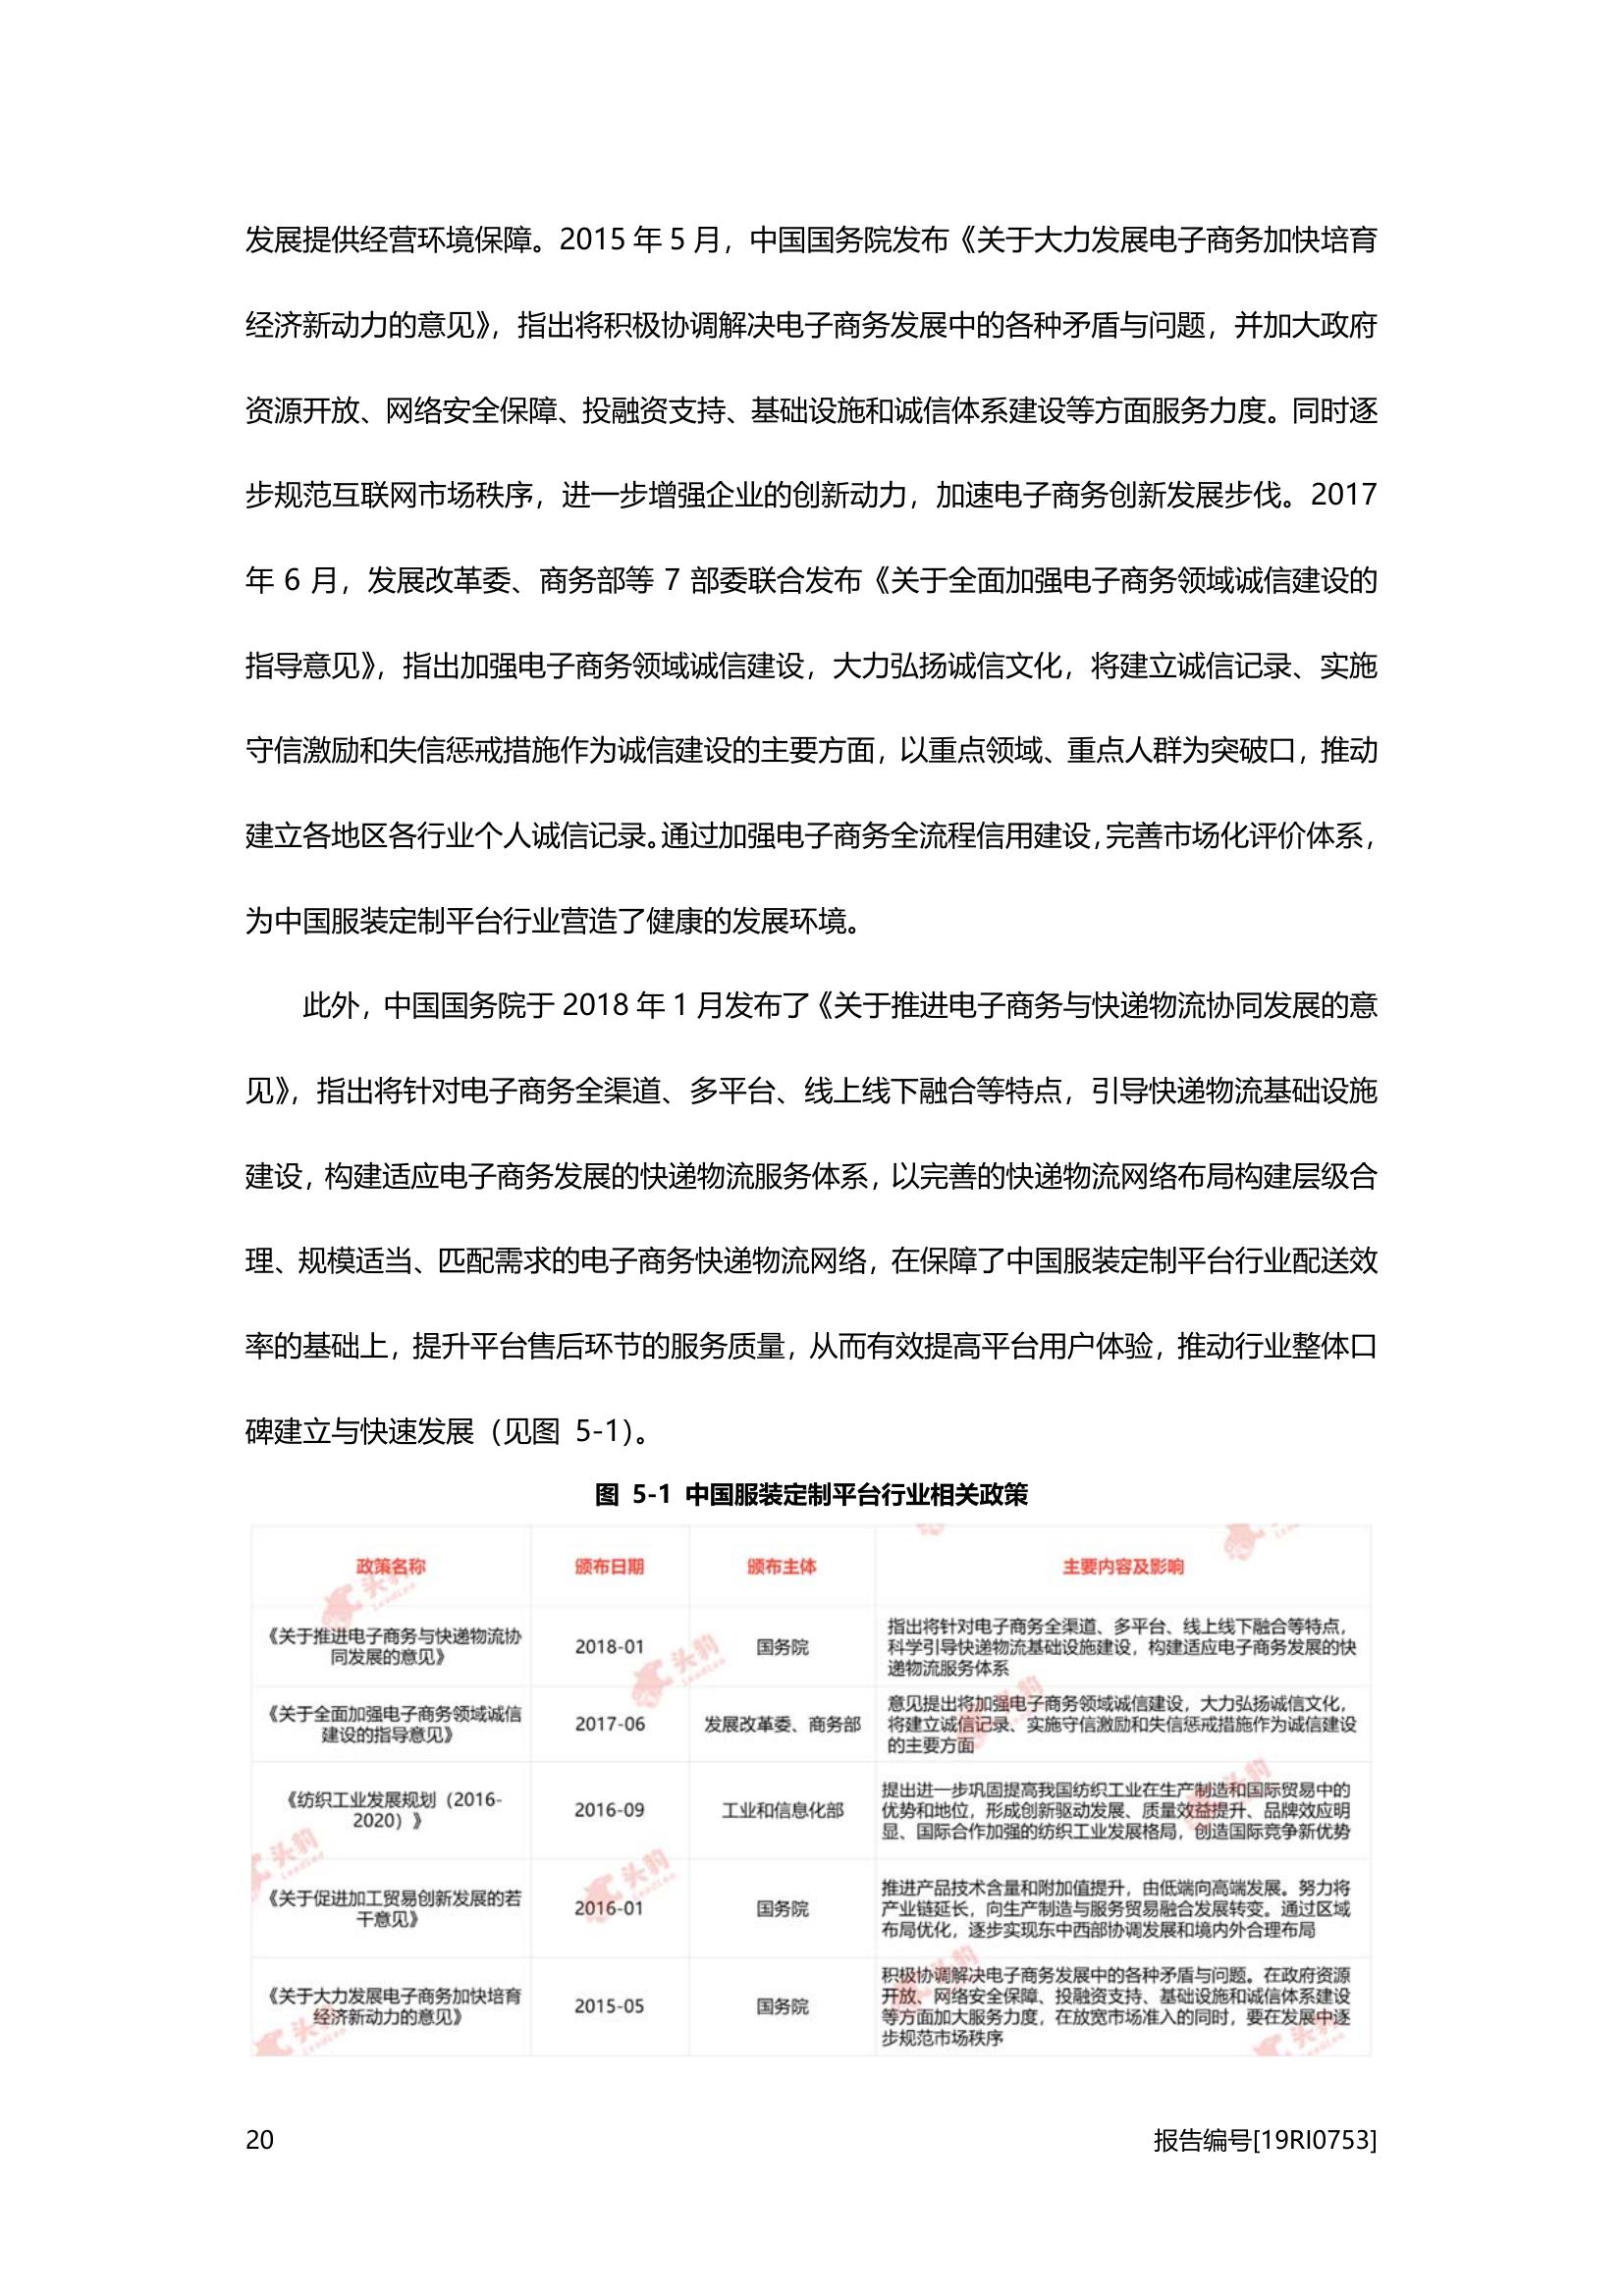 发展提供经营环境保障。2015 年 5 月，中国国务院发布《关于大力发展电子商务加快培育
经济新动力的意见》，指出将积极协调解决电子商务发展中的各种矛盾与问题，并加大政府
资源开放、网络安全保障、投融资支持、基础设施和诚信体系建设等方面服务力度。同时逐
步规范互联网市场秩序，进一步增强企业的创新动力，加速电子商务创新发展步伐。2017
年 6 月，发展改革委、商务部等 7 部委联合发布《关于全面加强电子商务领域诚信建设的
指导意见》，指出加强电子商务领域诚信建设，大力弘扬诚信文化，将建立诚信记录、实施
守信激励和失信惩戒措施作为诚信建设的主要方面，以重点领域、重点人群为突破口，推动
建立各地区各行业个人诚信记录。通过加强电子商务全流程信用建设，完善市场化评价体系，
为中国服装定制平台行业营造了健康的发展环境。
此外，中国国务院于 2018 年 1 月发布了《关于推进电子商务与快递物流协同发展的意
见》，指出将针对电子商务全渠道、多平台、线上线下融合等特点，引导快递物流基础设施
建设，构建适应电子商务发展的快递物流服务体系，以完善的快递物流网络布局构建层级合
理、规模适当、匹配需求的电子商务快递物流网络，在保障了中国服装定制平台行业配送效
率的基础上，提升平台售后环节的服务质量，从而有效提高平台用户体验，推动行业整体口
碑建立与快速发展（见图 5-1）。
图 5-1 中国服装定制平台行业相关政策
政策名称 颁布日期 颁布主体 主要内容及影响
《关于推进电子商务与快递物流协
同发展的意见》
2018-01
国务院
指出将针对电子商务全渠道、多平台、线上线下融合等特点，
科学引导快递物流基础设施建设，构建适应电子商务发展的快
递物流服务体系
《关于全面加强电子商务领域诚信
建设的指导意见》
2017-06
发展改革委、商务部
意见提出将加强电子商务领域诚信建设，大力弘扬诚信文化，
将建立诚信记录、实施守信激励和失信惩戒措施作为诚信建设
的主要方面
《纺织工业发展规划（2016-
2020）》
2016-09
工业和信息化部
提出进一步巩固提高我国纺织工业在生产制造和国际贸易中的
优势和地位，形成创新驱动发展、质量效益提升、品牌效应明
显、国际合作加强的纺织工业发展格局，创造国际竞争新优势
《关于促进加工贸易创新发展的若
干意见》
2016-01
国务院
推进产品技术含量和附加值提升，由低端向高端发展。努力将
产业链延长，向生产制造与服务贸易融合发展转变。通过区域
布局优化，逐步实现东中西部协调发展和境内外合理布局
《关于大力发展电子商务加快培育
经济新动力的意见》
2015-05
国务院
积极协调解决电子商务发展中的各种矛盾与问题。在政府资源
开放、网络安全保障、投融资支持、基础设施和诚信体系建设
等方面加大服务力度，在放宽市场准入的同时，要在发展中逐
步规范市场秩序
20
报告编号[19RI0753]